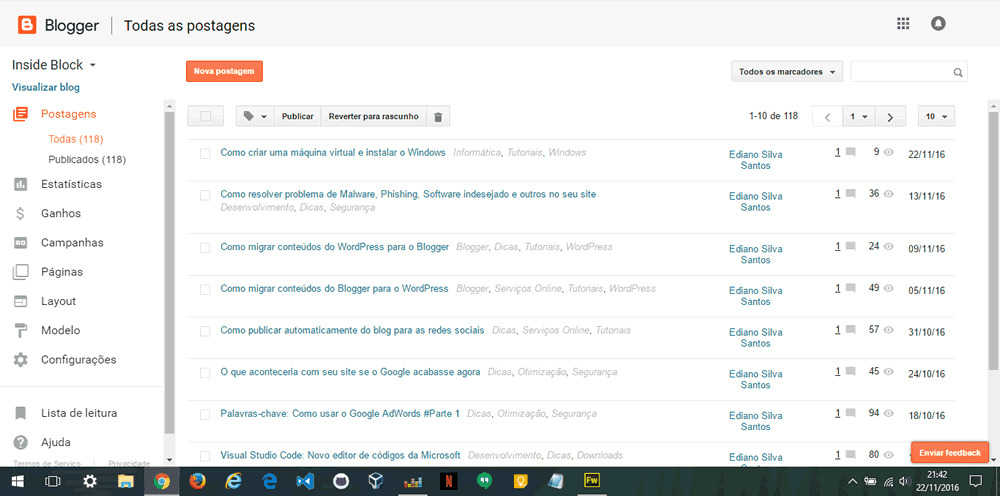 Blogger
Todas as postagens
Inside Block
Visualizar blog
Nova postagem
Todos os marcadores
Postagens
Todas (118)
Publicados (118)
Estatísticas
Ganhos
Campanhas
Páginas
Layout
Modelo
Configurações
Lista de leitura
Ajuda
Termos de Serviço
Privacidade
Publicar
Reverter para rascunho
1-10 de 118
1
10
Como criar uma máquina virtual e instalar o Windows Informática, Tutoriais, Windows
Ediano Silva
Santos
1 9 22/11/16
Como resolver problema de Malware, Phishing, Software indesejado e outros no seu site
Desenvolvimento, Dicas, Segurança
Ediano Silva
Santos
1 36 13/11/16
Como migrar conteúdos do WordPress para o Blogger Blogger, Dicas, Tutoriais, WordPress
Ediano Silva
Santos
1 24 09/11/16
Como migrar conteúdos do Blogger para o WordPress Blogger, Serviços Online, Tutoriais, WordPress
Ediano Silva
Santos
1 49 05/11/16
Como publicar automaticamente do blog para as redes sociais Dicas, Serviços Online, Tutoriais
Ediano Silva
Santos
1 57 31/10/16
O que aconteceria com seu site se o Google acabasse agora Dicas, Otimização, Segurança
Ediano Silva
Santos
1 45 24/10/16
Palavras-chave: Como usar o Google AdWords #Parte 1 Dicas, Otimização, Segurança
Ediano Silva
Santos
1 94 18/10/16
Visual Studio Code: Novo editor de códigos da Microsoft Desenvolvimento, Dicas, Downloads
Ediano Silva
1 80
Enviar feedback
N
Fw
21:42
22/11/2016